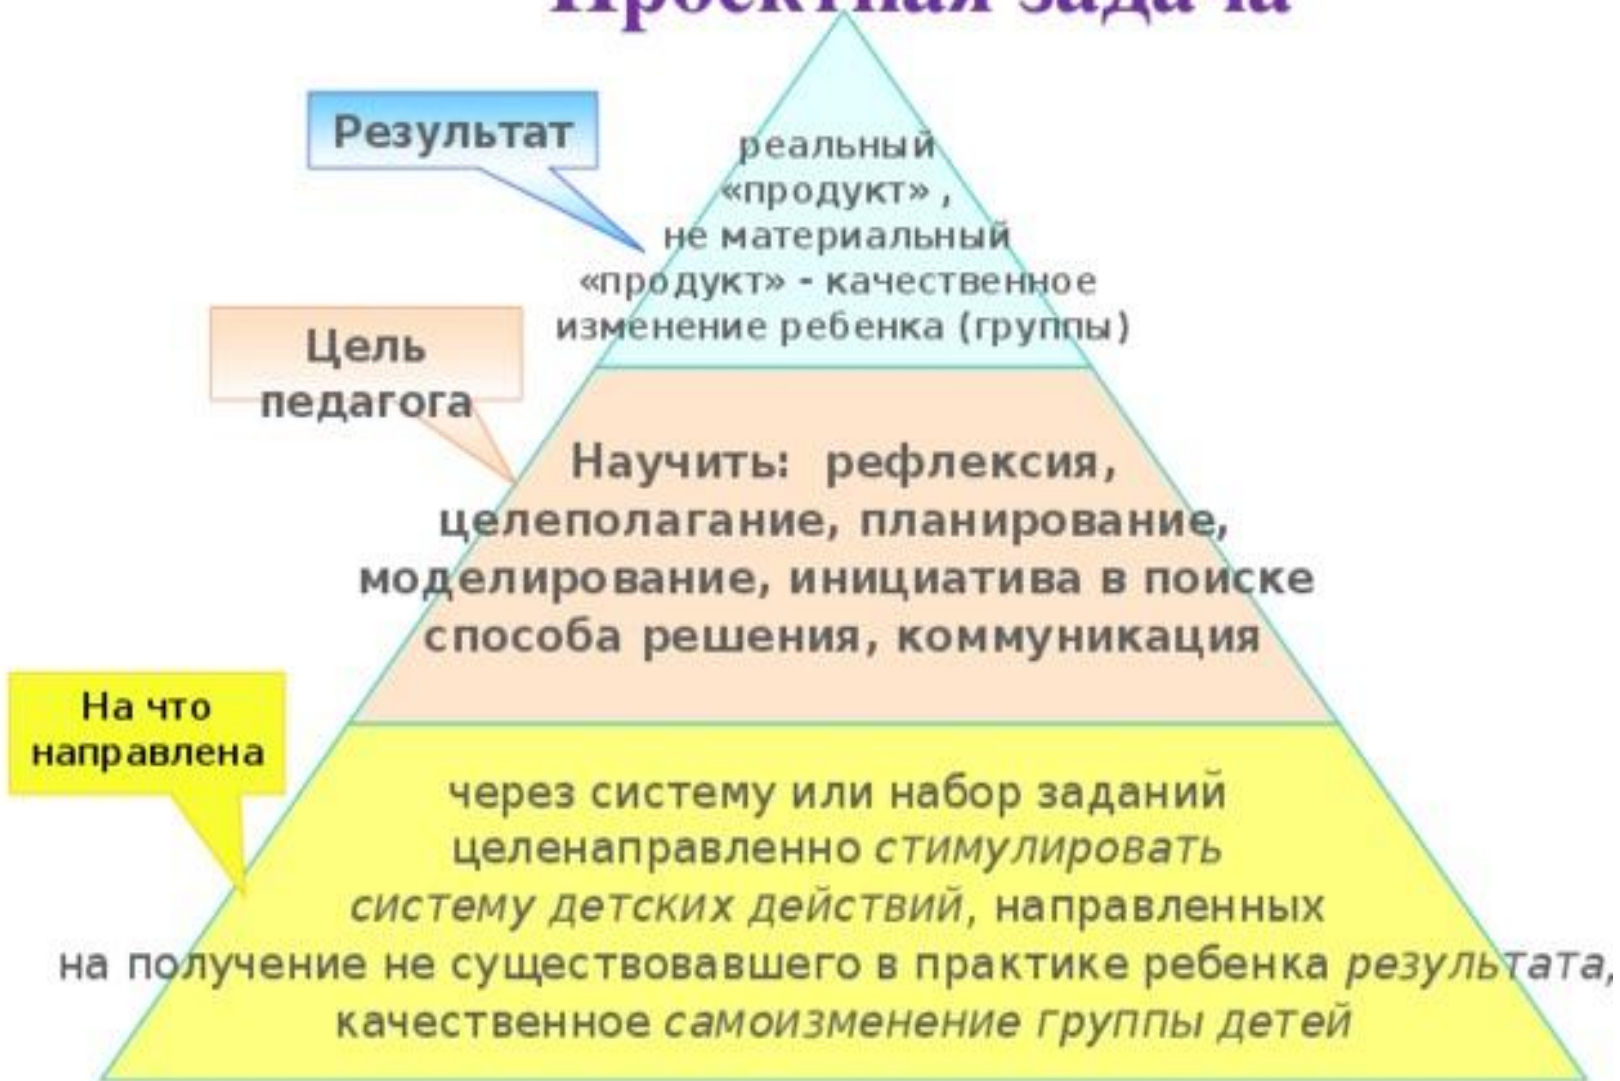 Проектная задача
Результат
реальный
«продукт» ,
не материальный
«продукт» - качественное
изменение ребенка (группы)
Цель
педагога
Научить: рефлексия,
целеполагание, планирование,
моделирование, инициатива в поиске
способа решения, коммуникация
На что
направлена
через систему или набор заданий
целенаправленно стимулировать
систему детских действий, направленных
на получение не существовавшего в практике ребенка результата,
качественное самоизменение группы детей